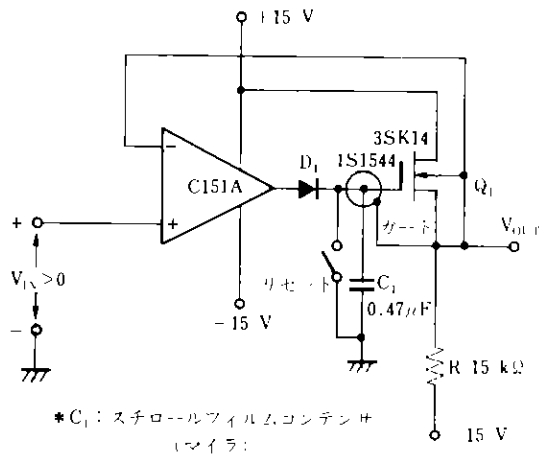 +15 V
3SK14
D₁
1S1544
C151A
Q₁
ガード
V_OUT
+
V_IN>0
-
リセット
C₁
0.47μF
-15 V
R 15 kΩ
15 V
*C₁：スチロールフィルムコンデンサ
(マイラ)